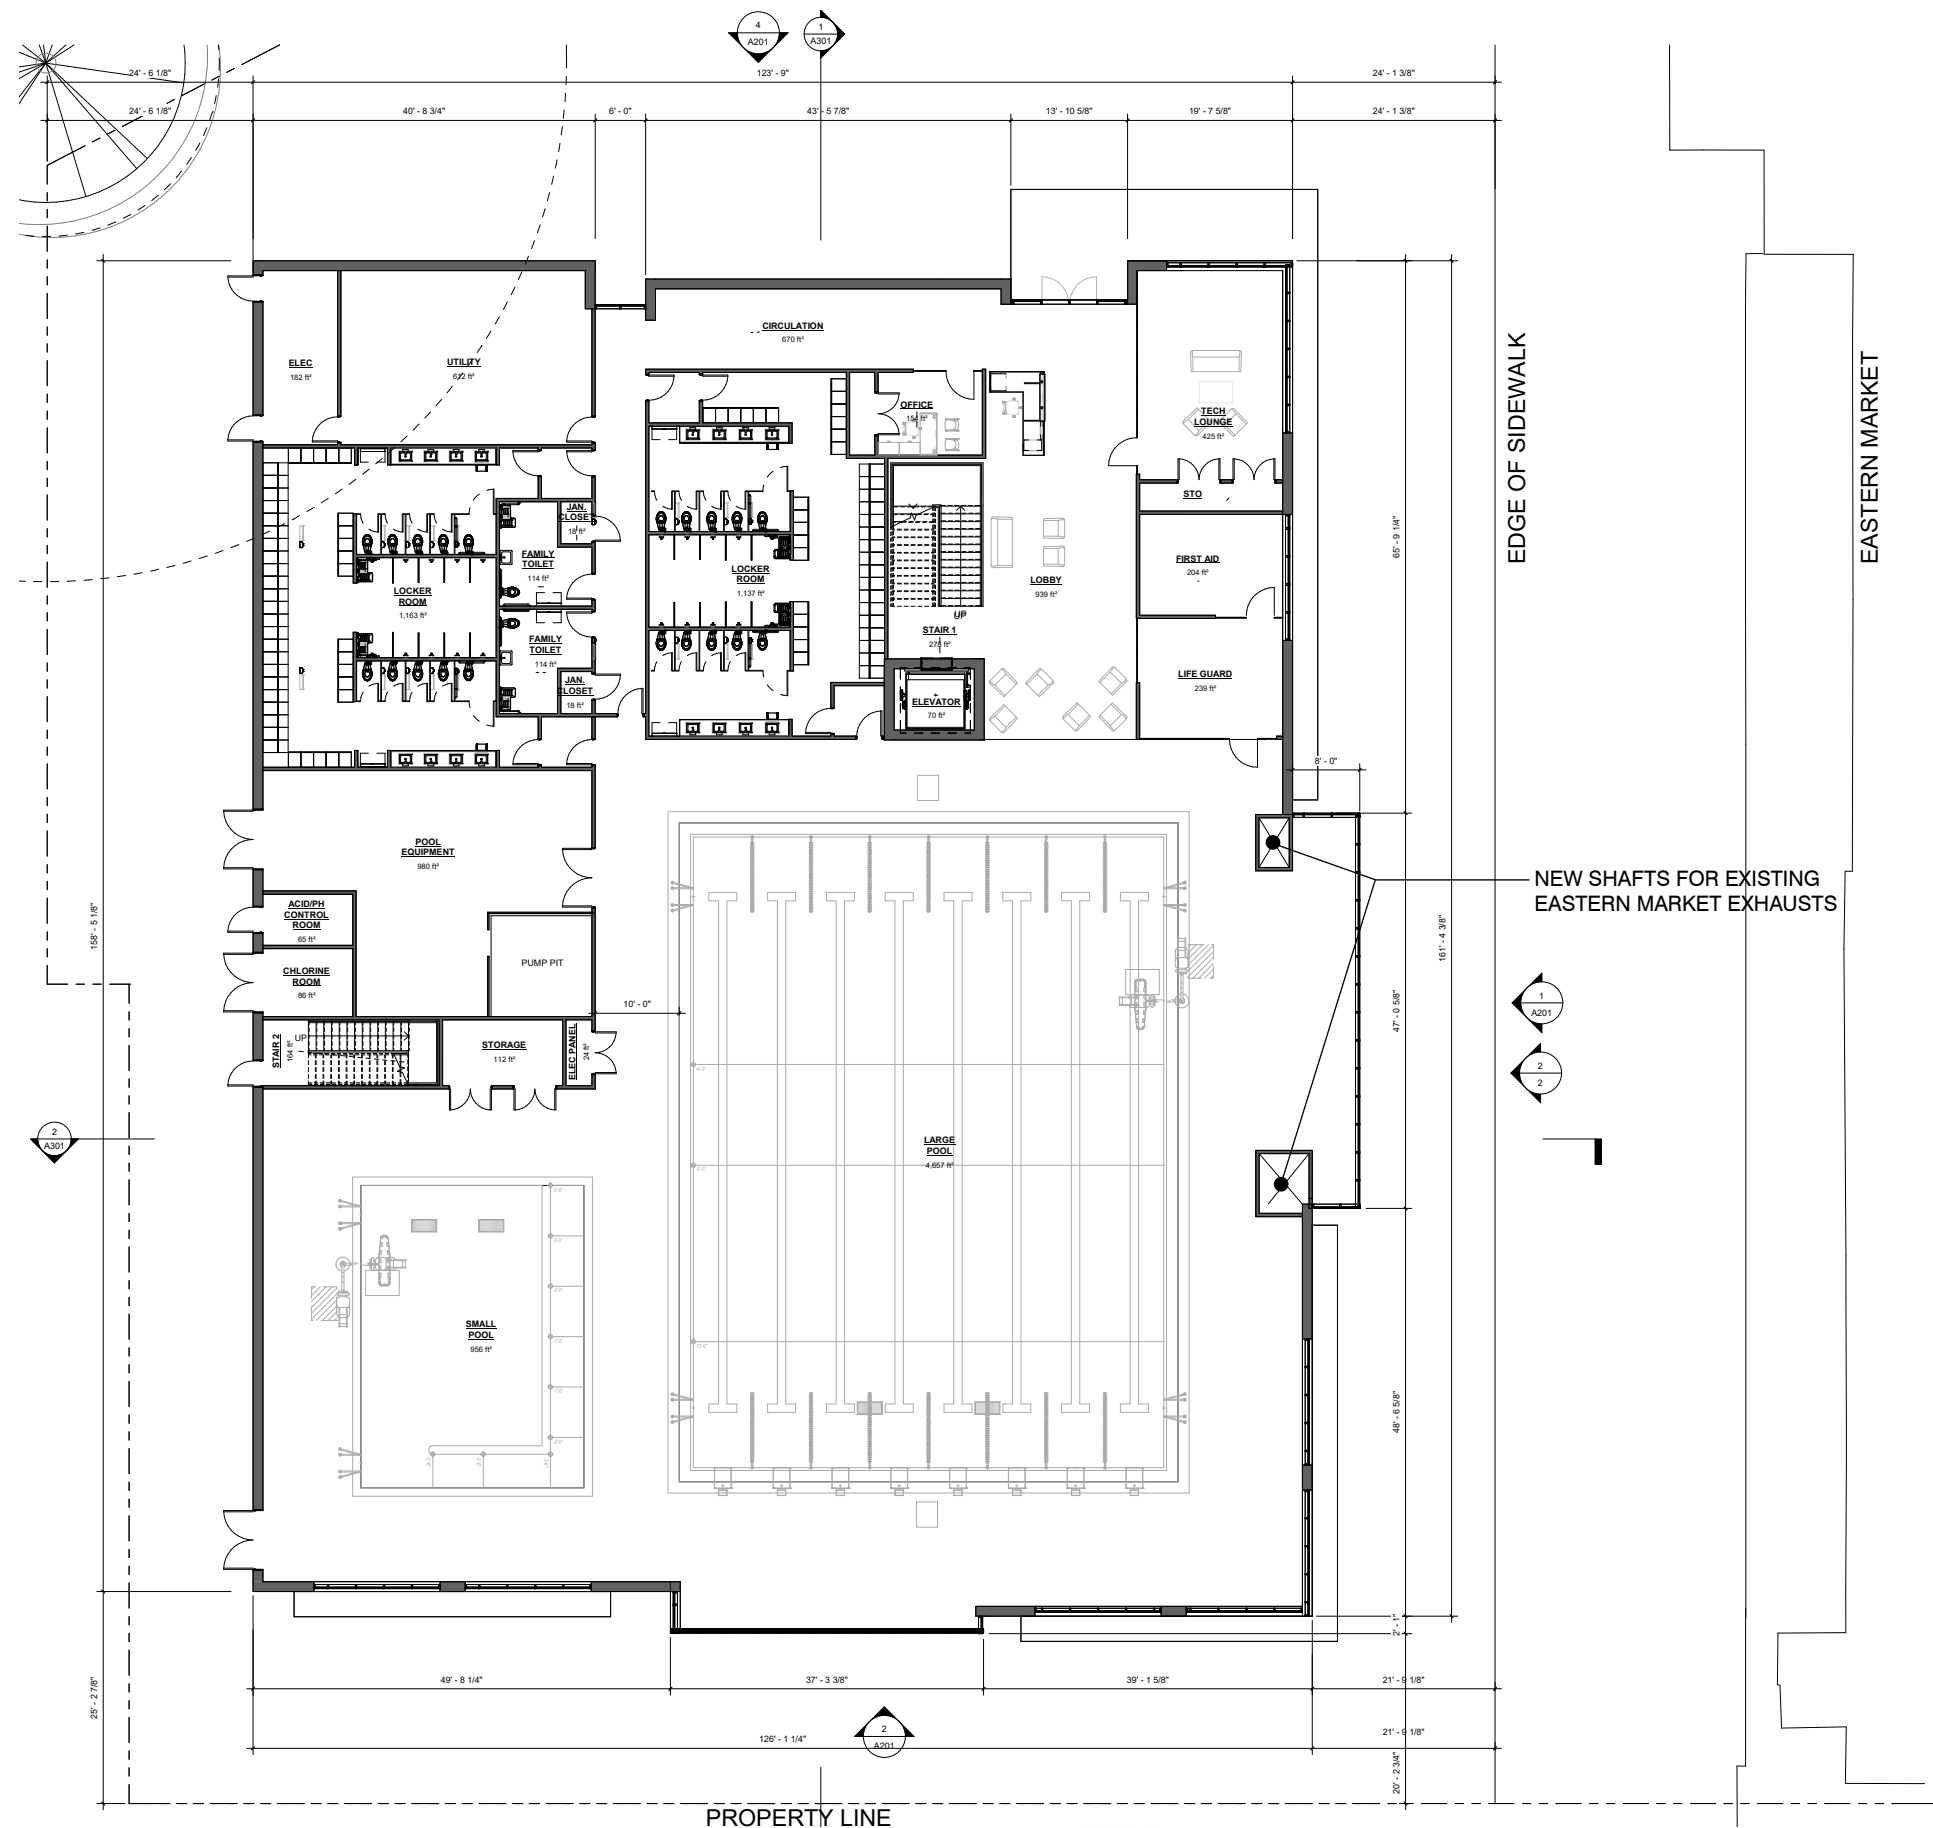 4
A201
1
A301
24' - 6 1/8"
123' - 9"
24' - 1 3/8"
24' - 6 1/8"
40' - 8 3/4"
6' - 0"
43' - 5 7/8"
13' - 10 5/8"
19' - 7 5/8"
24' - 1 3/8"
CIRCULATION
670 ft²
ELEC
182 ft²
UTILITY
OFFICE
154 ft²
TECH
LOUNGE
425 ft²
EDGE OF SIDEWALK
EASTERN MARKET
STO
JAN.
CLOSET
18 ft²
FAMILY
TOILET
114 ft²
LOCKER
ROOM
1,163 ft²
LOCKER
ROOM
1,137 ft²
FIRST AID
204 ft²
LOBBY
939 ft²
65' - 9 1/4"
UP
STAIR 1
278 ft²
FAMILY
TOILET
114 ft²
JAN.
CLOSET
18 ft²
ELEVATOR
70 ft²
LIFE GUARD
239 ft²
8' - 0"
POOL
EQUIPMENT
980 ft²
NEW SHAFTS FOR EXISTING
EASTERN MARKET EXHAUSTS
ACID/PH
CONTROL
ROOM
65 ft²
158' - 5 1/8"
161' - 4 3/8"
CHLORINE
ROOM
86 ft²
PUMP PIT
10' - 0"
47' - 0 5/8"
1
A201
STAIR 2
164 ft²
UP
STORAGE
112 ft²
ELEC PANEL
24 ft²
2
2
2
A301
LARGE
POOL
4,657 ft²
SMALL
POOL
956 ft²
48' - 6 5/8"
2' - 1"
49' - 8 1/4"
37' - 3 3/8"
39' - 1 5/8"
21' - 9 1/8"
25' - 2 7/8"
2
A201
126' - 1 1/4"
21' - 9 1/8"
20' - 2 3/4"
PROPERTY LINE